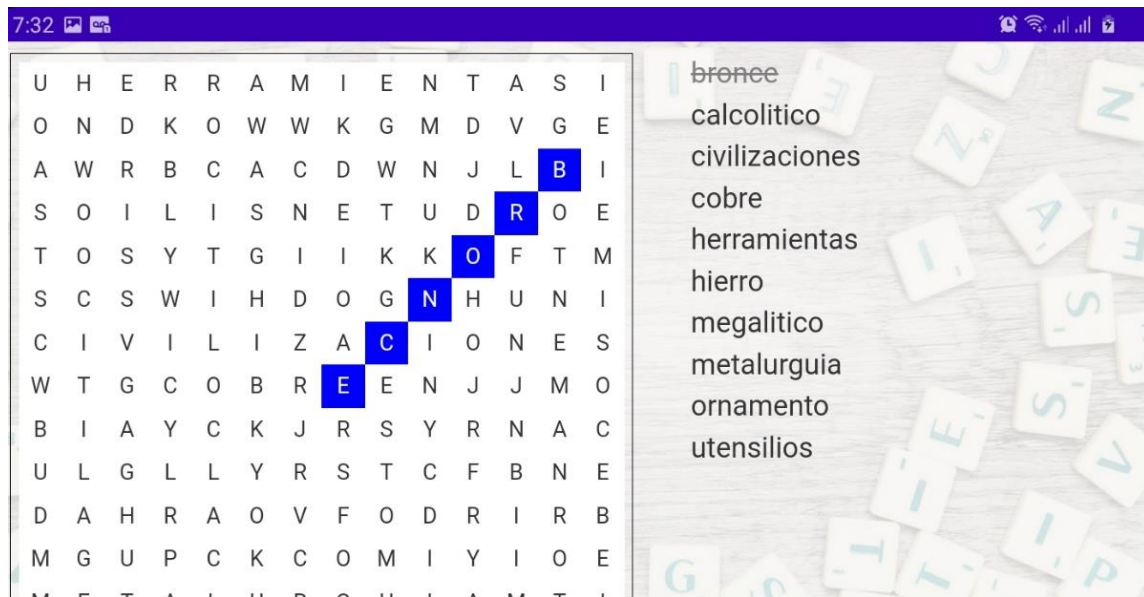 7:32
U H E R R A M I E N T A S I
O N D K O W W K G M D V G E
A W R B C A C D W N J L B I
S O I L I S N E T U D R O E
T O S Y T G I I K K O F T M
S C S W I H D O G N H U N I
C I V I L I Z A C I O N E S
W T G C O B R E E N J J M O
B I A Y C K J R S Y R N A C
U L G L L Y R S T C F B N E
D A H R A O V F O D R I R B
M G U P C K C O M I Y I O E
M E T A L U R G U I A M T I
bronce
calcolitico
civilizaciones
cobre
herramientas
hierro
megalitico
metalurguia
ornamento
utensilios